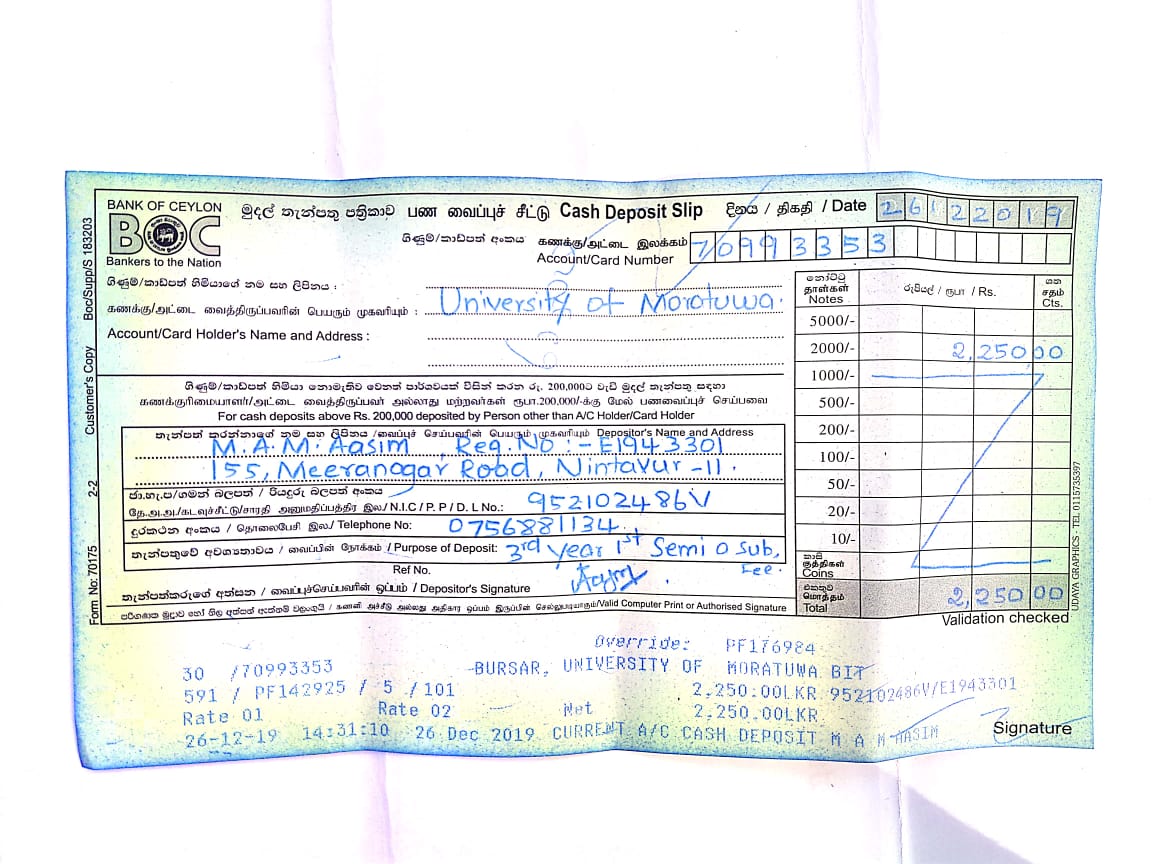 BANK OF CEYLON
BOC
Bankers to the Nation
මුදල් තැන්පතු පත්‍රිකාව பண வைப்புச் சீட்டு Cash Deposit Slip
දිනය / திகதி / Date 26122019
ගිණුම්/කාඩ්පත් අංකය கணக்கு/அட்டை இலக்கம்
Account/Card Number 70993353
ගිණුම්/කාඩ්පත් හිමියාගේ නම සහ ලිපිනය :
கணக்கு/அட்டை வைத்திருப்பவரின் பெயரும் முகவரியும் : University of Morotuwa.
Account/Card Holder's Name and Address :
ගිණුම්/කාඩ්පත් හිමියා නොමැතිව වෙනත් පාර්ශවයක් විසින් කරන රු. 200,000ට වැඩි මුදල් තැන්පතු සඳහා
கணக்குரிமையாளர்/அட்டை வைத்திருப்பவர் அல்லாது மற்றவர்கள் ரூபா.200,000/-க்கு மேல் பணவைப்புச் செய்பவை
For cash deposits above Rs. 200,000 deposited by Person other than A/C Holder/Card Holder
තැන්පත් කරන්නාගේ නම සහ ලිපිනය /வைப்புச் செய்பவரின் பெயரும் முகவரியும் Depositor's Name and Address
M.A.M. Aasim, Reg.No :- E1943301
155, Meeranagar Road, Nintavur -11.
ජා.හැ.ප/ගමන් බලපත් / රියදුරු බලපත් අංකය
தே.அ.அ./கடவுச்சீட்டு/சாரதி அனுமதிப்பத்திர இல./N.I.C / P.P / D.L No.: 952102486V
දුරකථන අංකය / தொலைபேசி இல./ Telephone No: 0756881134
තැන්පතුවේ අවශ්‍යතාවය / வைப்பின் நோக்கம் / Purpose of Deposit: 3rd Year 1st Semi 0 Sub,
Fee.
Ref No.
තැන්පත්කරුගේ අත්සන / வைப்புச்செய்பவரின் ஒப்பம் / Depositor's Signature
පරිගණක මුද්‍රාව හෝ නිල අත්සන් ඇත්නම් වලංගුයි / கணனி அச்சீடு அல்லது அதிகார ஒப்பம் இருப்பின் செல்லுபடியாகும்/Valid Computer Print or Authorised Signature
නෝට්ටු
தாள்கள்
Notes
රුපියල් / ரூபா / Rs.
ශත
சதம்
Cts.
5000/-
2000/- 2,250 00
1000/-
500/-
200/-
100/-
50/-
20/-
10/-
කාසි
குத்திகள்
Coins
එකතුව
மொத்தம்
Total 2,250 00
Validation checked
Form No: 70175 2-2 Customer's Copy Boc/Supp/S 183203
UDAYA GRAPHICS - TEL 0115735397
Override: PF176984
30 /70993353 -BURSAR, UNIVERSITY OF MORATUWA BIT
591 / PF142925 / 5 /101 2,250.00LKR 952102486V/E1943301
Rate 01 Rate 02 Net 2,250.00LKR
26-12-19 14:31:10 26 Dec 2019 CURRENT A/C CASH DEPOSIT M A M AASIM
Signature